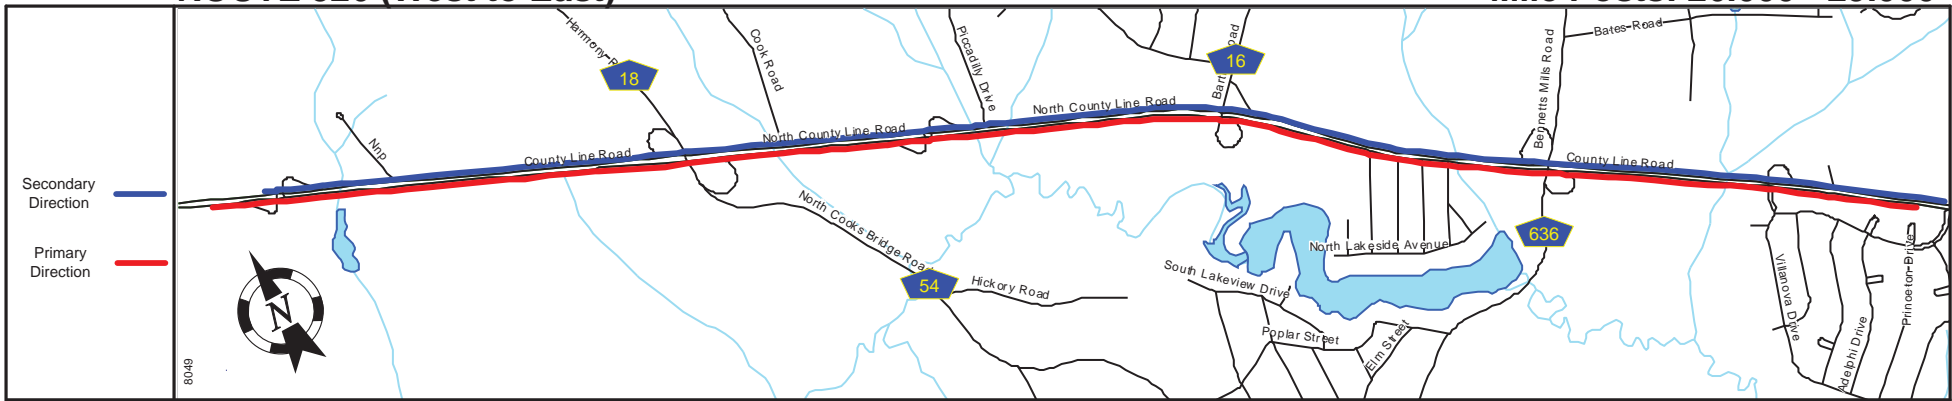 Secondary
Direction
Primary
Direction
8049
N
Nnp
County Line Road
Harmony
18
Cook Road
North County Line Road
Piccadilly Drive
North County Line Road
16
North Cooks Bridge Road
54
Hickory Road
South Lakeview Drive
North Lakeside Avenue
Poplar Street
Elm Street
Bennetts Mills Road
636
Bates Road
County Line Road
Villanova Drive
Adelphi Drive
Princeton Drive